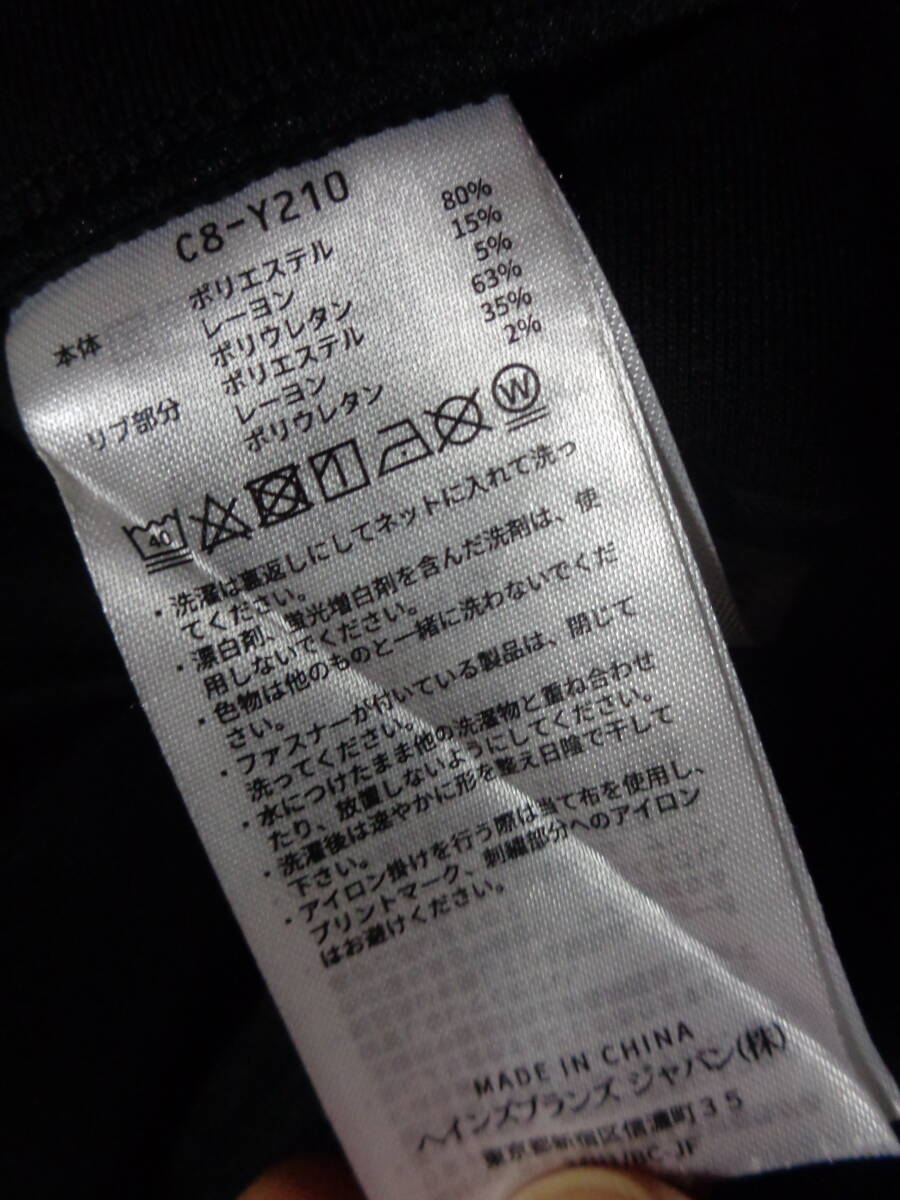 C8-Y210
本体 ポリエステル 80%
レーヨン 15%
ポリウレタン 5%
リブ部分 ポリエステル 63%
レーヨン 35%
ポリウレタン 2%
40 W
・洗濯は裏返しにしてネットに入れて洗っ
てください。
・漂白剤、蛍光増白剤を含んだ洗剤は、使
用しないでください。
・色物は他のものと一緒に洗わないでくだ
さい。
・ファスナーが付いている製品は、閉じて
洗ってください。
・水につけたまま他の洗濯物と重ね合わせ
たり、放置しないようにしてください。
・洗濯後は速やかに形を整え日陰で干して
下さい。
・アイロン掛けを行う際は当て布を使用し、
プリントマーク、刺繍部分へのアイロン
はお避けください。
MADE IN CHINA
ヘインズブランズ ジャパン(株)
東京都新宿区信濃町35